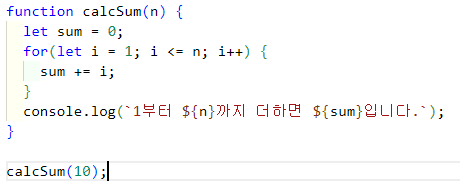 function calcSum(n) {
let sum = 0;
for(let i = 1; i <= n; i++) {
sum += i;
}
console.log(`1부터 ${n}까지 더하면 ${sum}입니다.`);
}
calcSum(10);